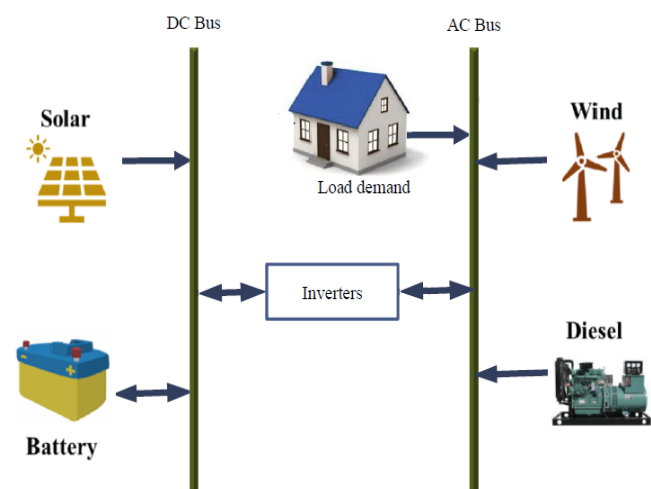 DC Bus
AC Bus
Solar
Wind
Load demand
Inverters
Diesel
Battery